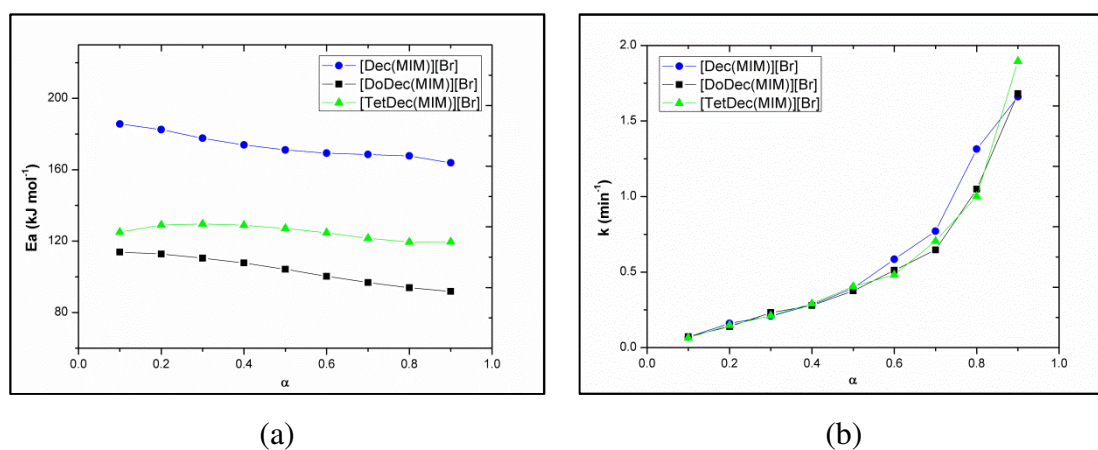 [Dec(MIM)][Br]
[DoDec(MIM)][Br]
[TetDec(MIM)][Br]
220
180
160
120
80
Ea (kJ mol⁻¹)
0.0 0.2 0.4 0.6 0.8 1.0
α
(a)
[Dec(MIM)][Br]
[DoDec(MIM)][Br]
[TetDec(MIM)][Br]
2.0
1.5
1.0
0.5
0.0
k (min⁻¹)
0.0 0.2 0.4 0.6 0.8 1.0
α
(b)